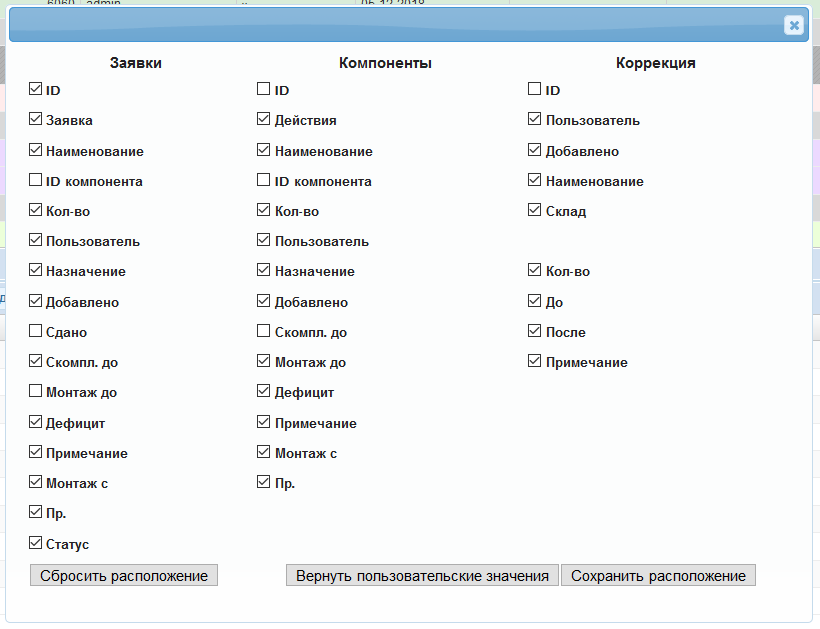 6060 admin 05-12-2018
Заявки Компоненты Коррекция
ID ID ID
Заявка Действия Пользователь
Наименование Наименование Добавлено
ID компонента ID компонента Наименование
Кол-во Кол-во Склад
Пользователь Пользователь
Назначение Назначение Кол-во
Добавлено Добавлено До
Сдано Скомпл. до После
Скомпл. до Монтаж до Примечание
Монтаж до Дефицит
Дефицит Примечание
Примечание Монтаж с
Монтаж с Пр.
Пр.
Статус
Сбросить расположение Вернуть пользовательские значения Сохранить расположение